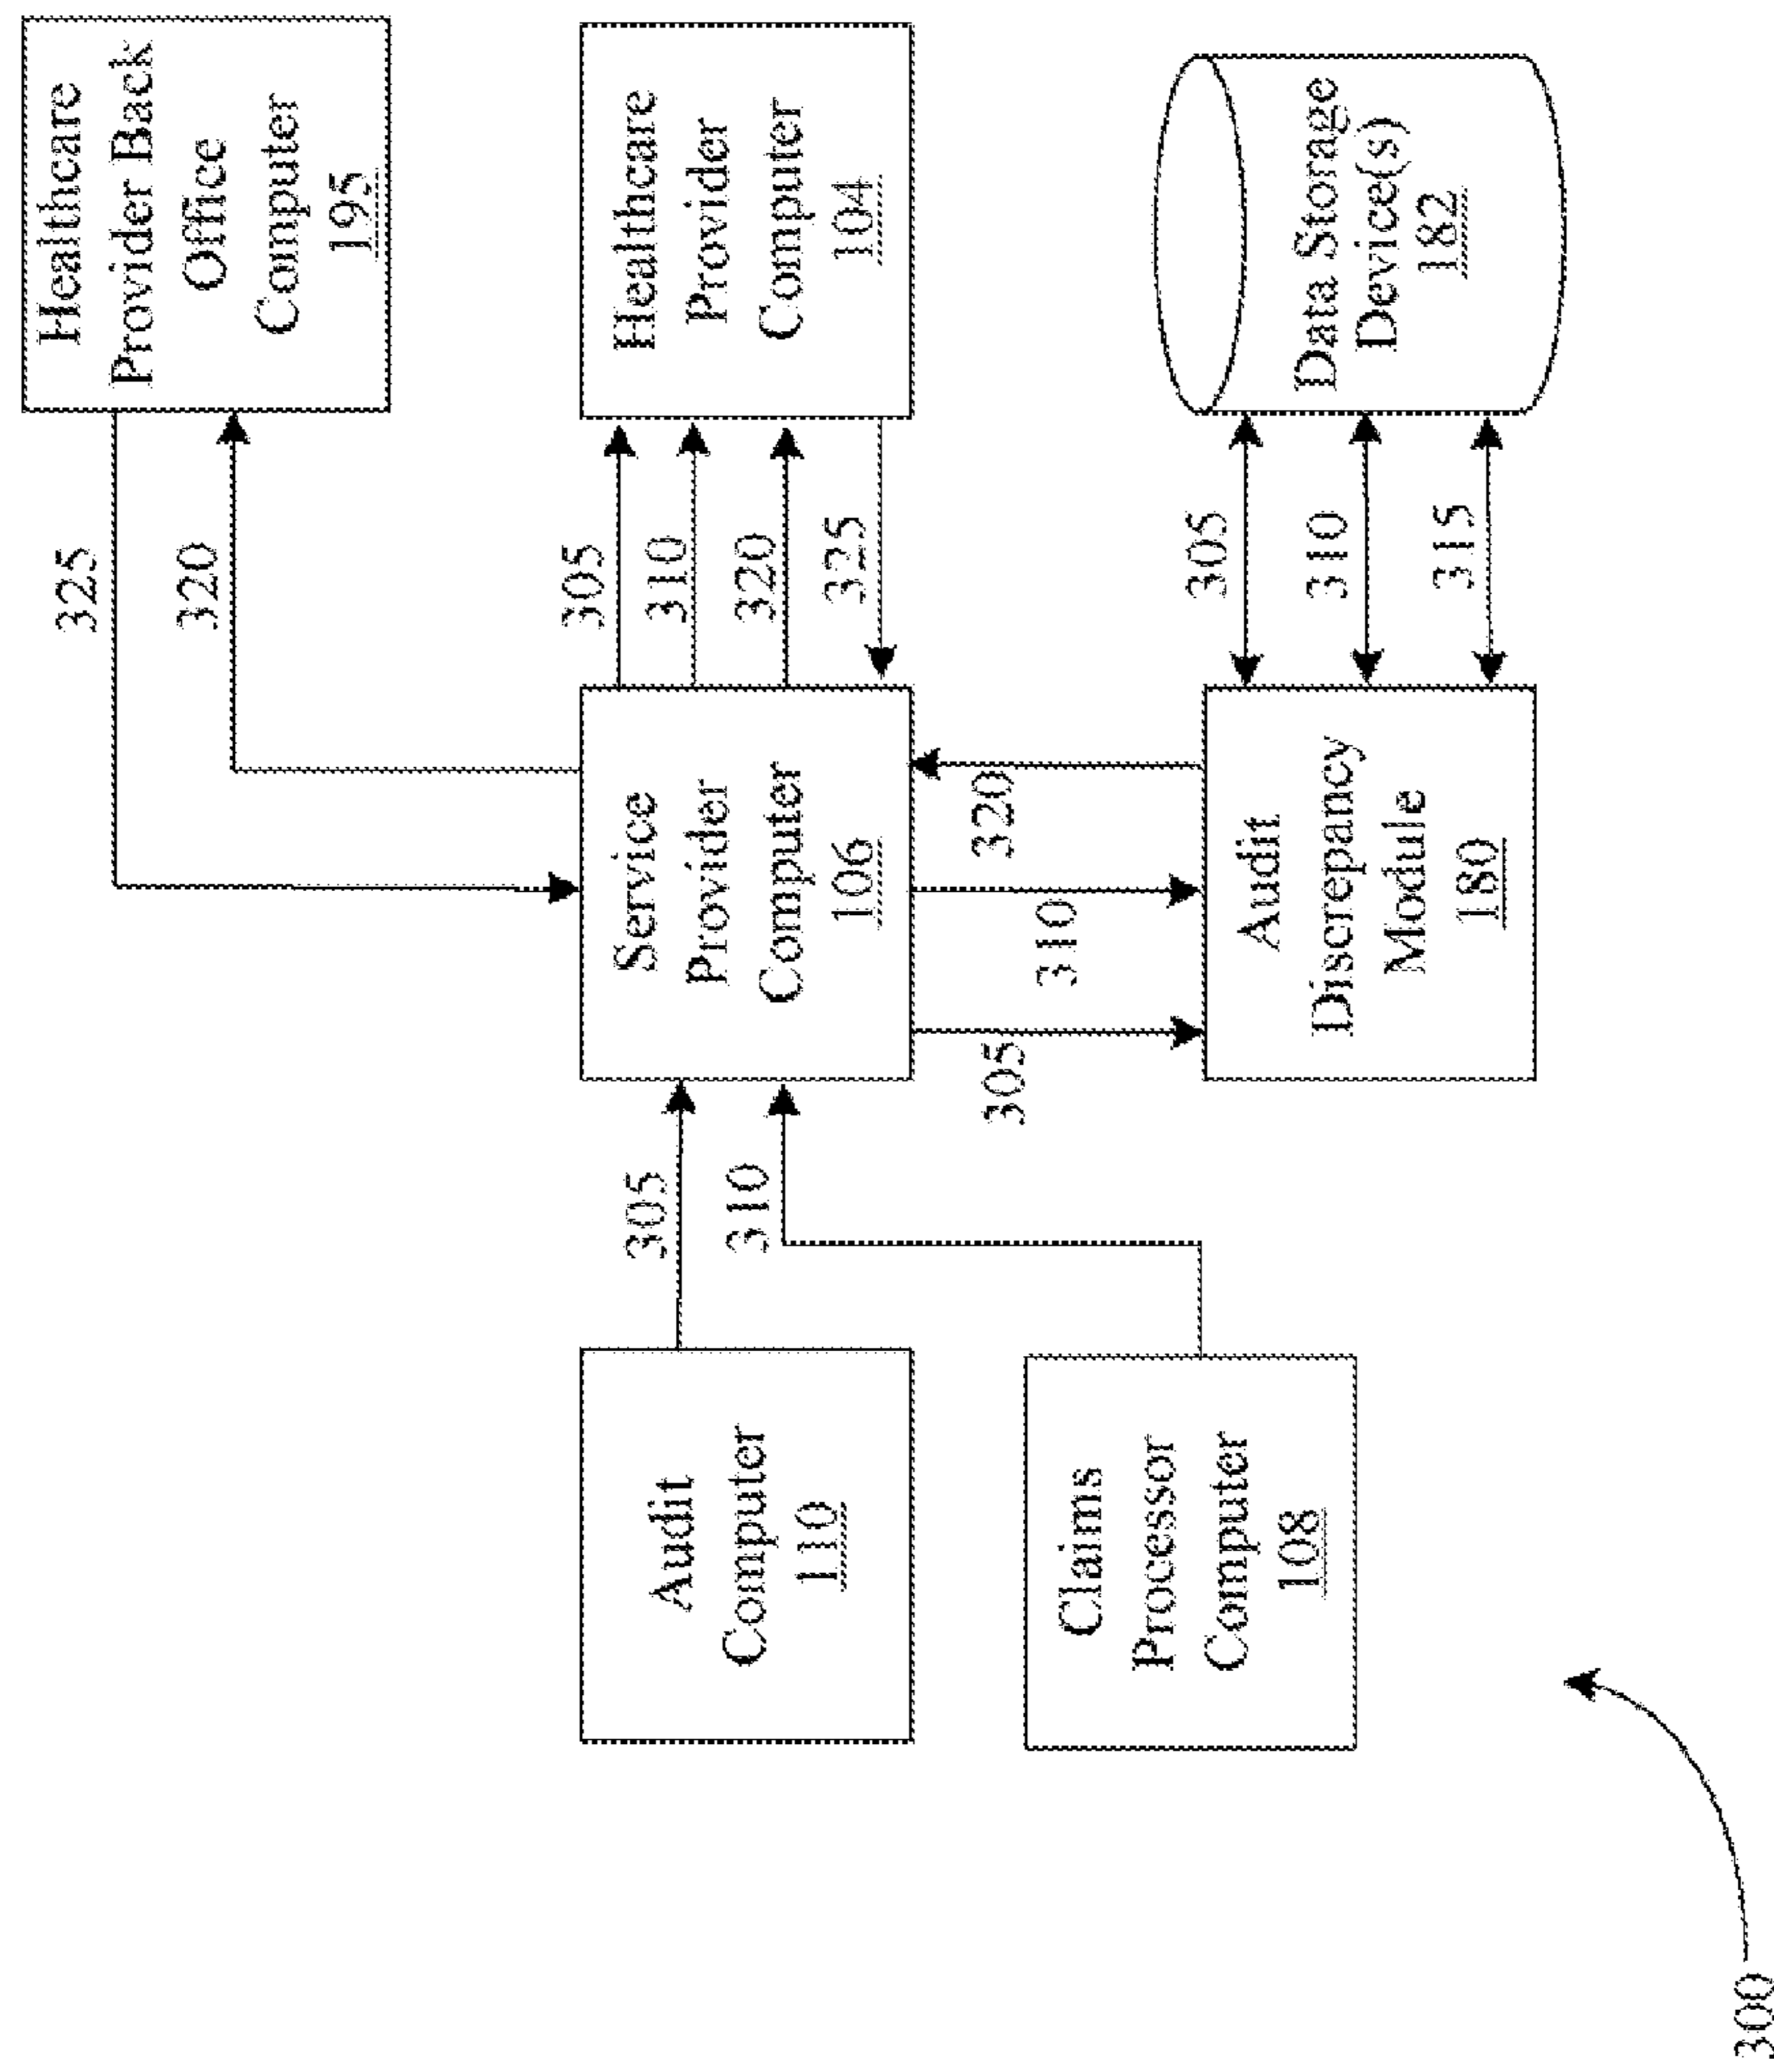 Healthcare
Provider Back
Office
Computer
195
325
320
Healthcare
Provider
Computer
104
305
310
320
325
Service
Provider
Computer
106
Audit
Computer
110
305
310
Claims
Processor
Computer
108
305
310
320
Audit
Discrepancy
Module
180
305
310
315
Data Storage
Device(s)
182
300